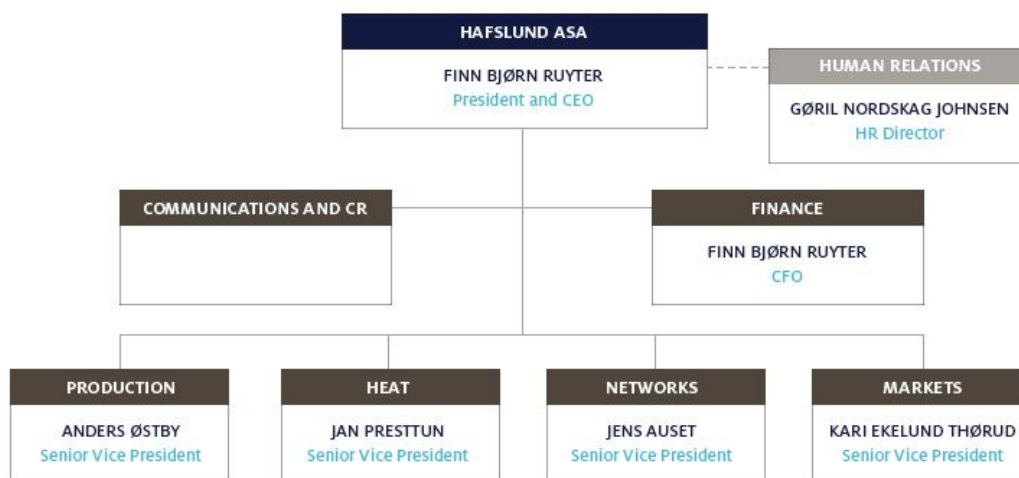 HAFSLUND ASA
FINN BJØRN RUYTER
President and CEO
HUMAN RELATIONS
GØRIL NORDSKAG JOHNSEN
HR Director
COMMUNICATIONS AND CR
FINANCE
FINN BJØRN RUYTER
CFO
PRODUCTION
ANDERS ØSTBY
Senior Vice President
HEAT
JAN PRESTTUN
Senior Vice President
NETWORKS
JENS AUSET
Senior Vice President
MARKETS
KARI EKELUND THØRUD
Senior Vice President